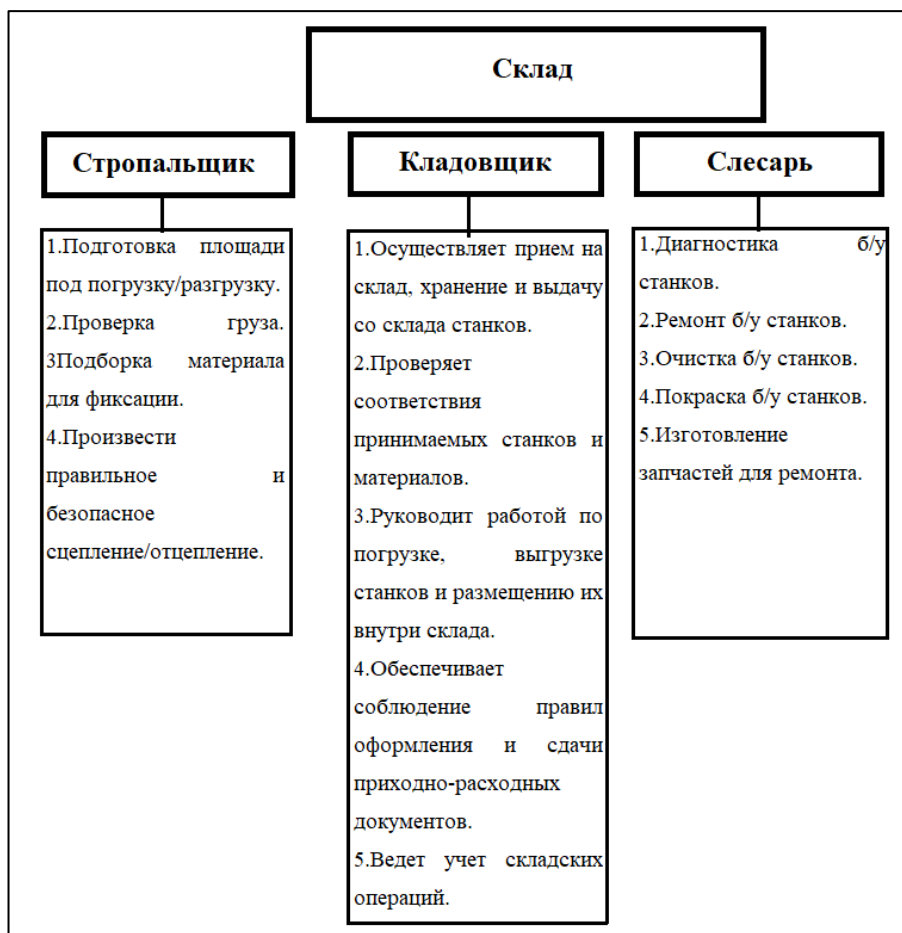 Склад
Стропальщик
1.Подготовка площади
под погрузку/разгрузку.
2.Проверка груза.
3Подборка материала
для фиксации.
4.Произвести
правильное и
безопасное
сцепление/отцепление.
Кладовщик
1.Осуществляет прием на
склад, хранение и выдачу
со склада станков.
2.Проверяет
соответствия
принимаемых станков и
материалов.
3.Руководит работой по
погрузке, выгрузке
станков и размещению их
внутри склада.
4.Обеспечивает
соблюдение правил
оформления и сдачи
приходно-расходных
документов.
5.Ведет учет складских
операций.
Слесарь
1.Диагностика б/у
станков.
2.Ремонт б/у станков.
3.Очистка б/у станков.
4.Покраска б/у станков.
5.Изготовление
запчастей для ремонта.